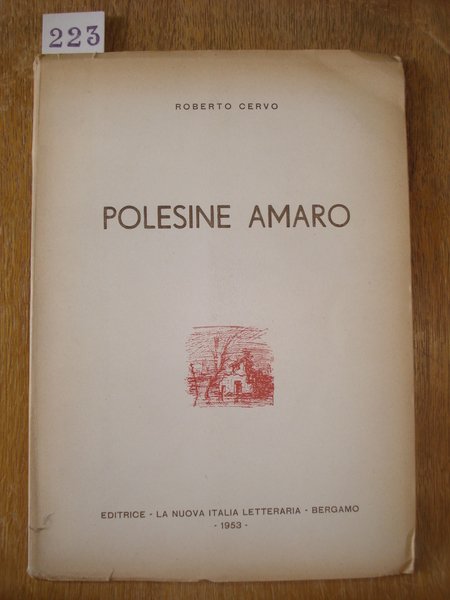 223
ROBERTO CERVO
POLESINE AMARO
EDITRICE - LA NUOVA ITALIA LETTERARIA - BERGAMO
- 1953 -